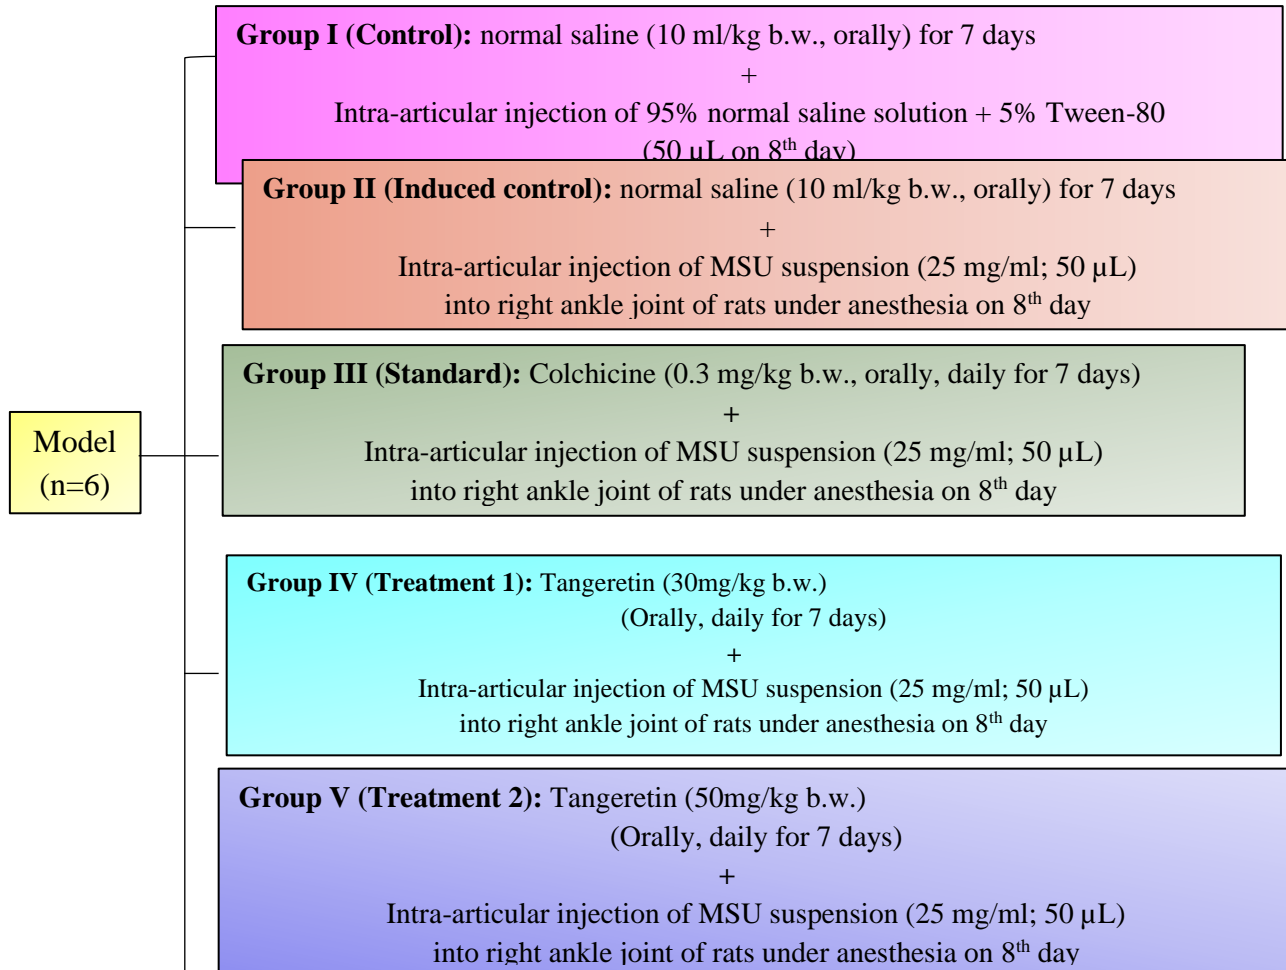 Group I (Control): normal saline (10 ml/kg b.w., orally) for 7 days
+
Intra-articular injection of 95% normal saline solution + 5% Tween-80
(50 µL on 8th day)
Group II (Induced control): normal saline (10 ml/kg b.w., orally) for 7 days
+
Intra-articular injection of MSU suspension (25 mg/ml; 50 µL)
into right ankle joint of rats under anesthesia on 8th day
Group III (Standard): Colchicine (0.3 mg/kg b.w., orally, daily for 7 days)
+
Intra-articular injection of MSU suspension (25 mg/ml; 50 µL)
into right ankle joint of rats under anesthesia on 8th day
Model
(n=6)
Group IV (Treatment 1): Tangeretin (30mg/kg b.w.)
(Orally, daily for 7 days)
+
Intra-articular injection of MSU suspension (25 mg/ml; 50 µL)
into right ankle joint of rats under anesthesia on 8th day
Group V (Treatment 2): Tangeretin (50mg/kg b.w.)
(Orally, daily for 7 days)
+
Intra-articular injection of MSU suspension (25 mg/ml; 50 µL)
into right ankle joint of rats under anesthesia on 8th day